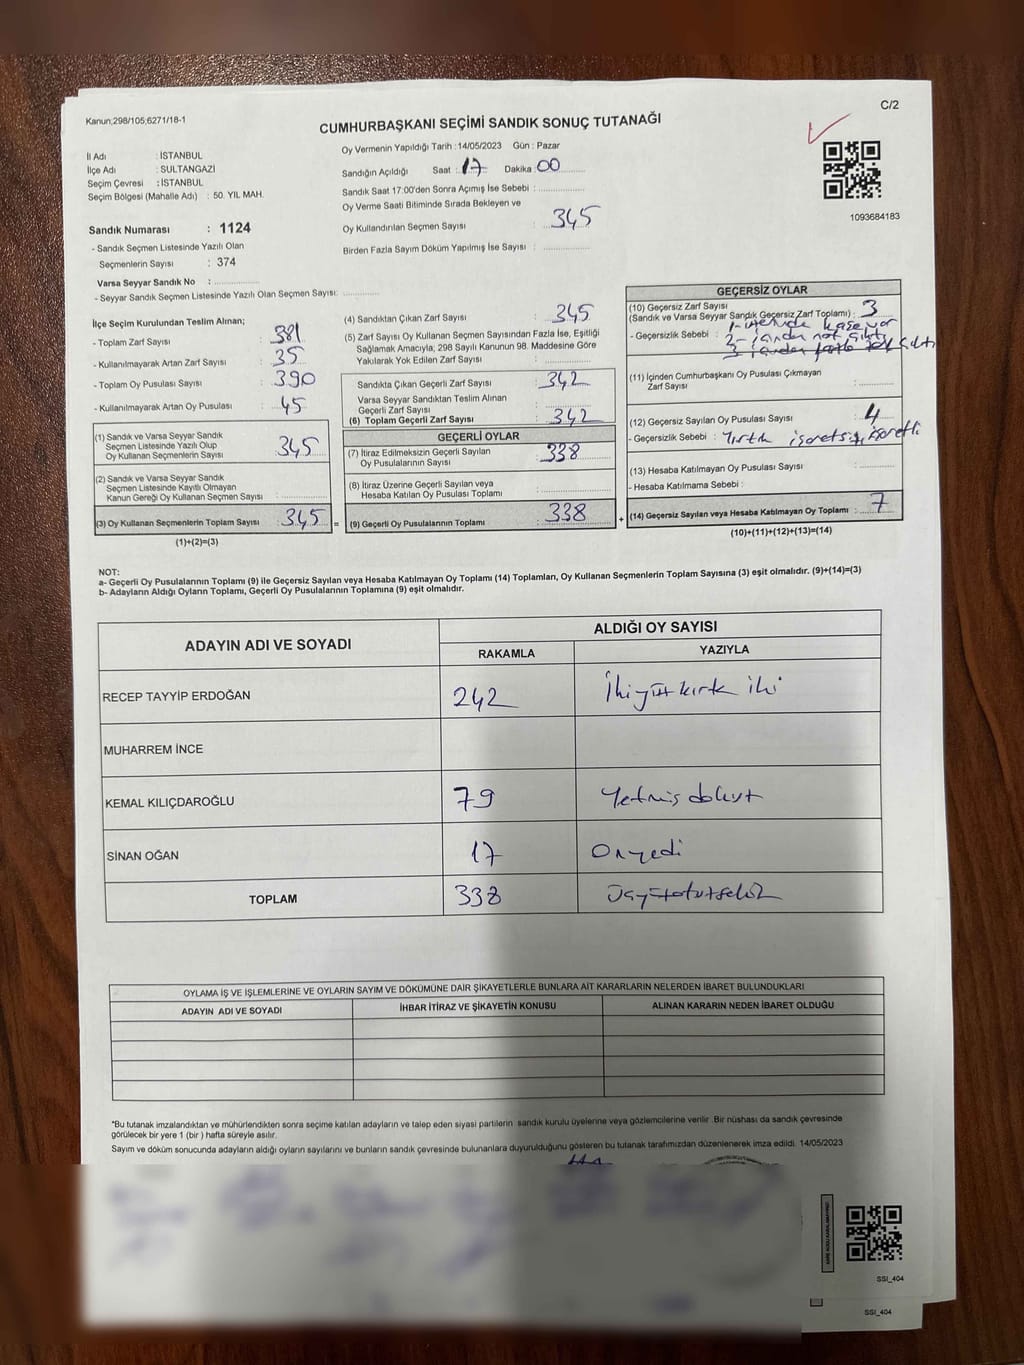 C/2
Kanun;298/105,6271/18-1
CUMHURBAŞKANI SEÇİMİ SANDIK SONUÇ TUTANAĞI
İl Adı : İSTANBUL
İlçe Adı : SULTANGAZİ
Seçim Çevresi : İSTANBUL
Seçim Bölgesi (Mahalle Adı) : 50. YIL MAH.
Sandık Numarası : 1124
- Sandık Seçmen Listesinde Yazılı Olan
Seçmenlerin Sayısı : 374
Varsa Seyyar Sandık No :
- Seyyar Sandık Seçmen Listesinde Yazılı Olan Seçmen Sayısı:
Oy Vermenin Yapıldığı Tarih :14/05/2023 Gün : Pazar
Sandığın Açıldığı Saat : 17 Dakika : 00
Sandık Saat 17:00'den Sonra Açımış İse Sebebi :
Oy Verme Saati Bitiminde Sırada Bekleyen ve
Oy Kullandırılan Seçmen Sayısı : 345
Birden Fazla Sayım Döküm Yapılmış İse Sayısı :
1093684183
İlçe Seçim Kurulundan Teslim Alınan;
- Toplam Zarf Sayısı : 381
- Kullanılmayarak Artan Zarf Sayısı : 35
- Toplam Oy Pusulası Sayısı : 390
- Kullanılmayarak Artan Oy Pusulası : 45
(1) Sandık ve Varsa Seyyar Sandık
Seçmen Listesinde Yazılı Olup
Oy Kullanan Seçmenlerin Sayısı : 345
(2) Sandık ve Varsa Seyyar Sandık
Seçmen Listesinde Kayıtlı Olmayan
Kanun Gereği Oy Kullanan Seçmen Sayısı :
(3) Oy Kullanan Seçmenlerin Toplam Sayısı : 345 =
(1)+(2)=(3)
(4) Sandıktan Çıkan Zarf Sayısı : 345
(5) Zarf Sayısı Oy Kullanan Seçmen Sayısından Fazla İse, Eşitliği
Sağlamak Amacıyla, 298 Sayılı Kanunun 98. Maddesine Göre
Yakılarak Yok Edilen Zarf Sayısı :
Sandıkta Çıkan Geçerli Zarf Sayısı : 342
Varsa Seyyar Sandıktan Teslim Alınan
Geçerli Zarf Sayısı :
(6) Toplam Geçerli Zarf Sayısı : 342
GEÇERLİ OYLAR
(7) İtiraz Edilmeksizin Geçerli Sayılan
Oy Pusulalarının Sayısı : 338
(8) İtiraz Üzerine Geçerli Sayılan veya
Hesaba Katılan Oy Pusulası Toplamı :
(9) Geçerli Oy Pusulalarının Toplamı : 338 +
GEÇERSİZ OYLAR
(10) Geçersiz Zarf Sayısı
(Sandık ve Varsa Seyyar Sandık Geçersiz Zarf Toplamı) : 3
- Geçersizlik Sebebi : 1- üzerinde kaşe var
2- içinden not çıktı
(11) İçinden Cumhurbaşkanı Oy Pusulası Çıkmayan
Zarf Sayısı :
(12) Geçersiz Sayılan Oy Pusulası Sayısı : 4
- Geçersizlik Sebebi : Yırtık işaretsiz, işaretli
(13) Hesaba Katılmayan Oy Pusulası Sayısı :
- Hesaba Katılmama Sebebi :
(14) Geçersiz Sayılan veya Hesaba Katılmayan Oy Toplamı : 7
(10)+(11)+(12)+(13)=(14)
NOT:
a- Geçerli Oy Pusulalarının Toplamı (9) ile Geçersiz Sayılan veya Hesaba Katılmayan Oy Toplamı (14) Toplamları, Oy Kullanan Seçmenlerin Toplam Sayısına (3) eşit olmalıdır. (9)+(14)=(3)
b- Adayların Aldığı Oyların Toplamı, Geçerli Oy Pusulalarının Toplamına (9) eşit olmalıdır.
ADAYIN ADI VE SOYADI
ALDIĞI OY SAYISI
RAKAMLA YAZIYLA
RECEP TAYYİP ERDOĞAN 242 İkiyüzkırk iki
MUHARREM İNCE
KEMAL KILIÇDAROĞLU 79 Yetmiş dokuz
SİNAN OĞAN 17 Onyedi
TOPLAM 338 Üçyüzotuzsekiz
OYLAMA İŞ VE İŞLEMLERİNE VE OYLARIN SAYIM VE DÖKÜMÜNE DAİR ŞİKAYETLERLE BUNLARA AİT KARARLARIN NELERDEN İBARET BULUNDUKLARI
ADAYIN ADI VE SOYADI İHBAR İTİRAZ VE ŞİKAYETİN KONUSU ALINAN KARARIN NEDEN İBARET OLDUĞU
*Bu tutanak imzalandıktan ve mühürlendikten sonra seçime katılan adayların ve talep eden siyasi partilerin sandık kurulu üyelerine veya gözlemcilerine verilir. Bir nüshası da sandık çevresinde
görülecek bir yere 1 (bir) hafta süreyle asılır.
Sayım ve döküm sonucunda adayların aldığı oyların sayılarını ve bunların sandık çevresinde bulunanlara duyurulduğunu gösteren bu tutanak tarafımızdan düzenlenerek imza edildi. 14/05/2023
SSİ_404
SSİ_404